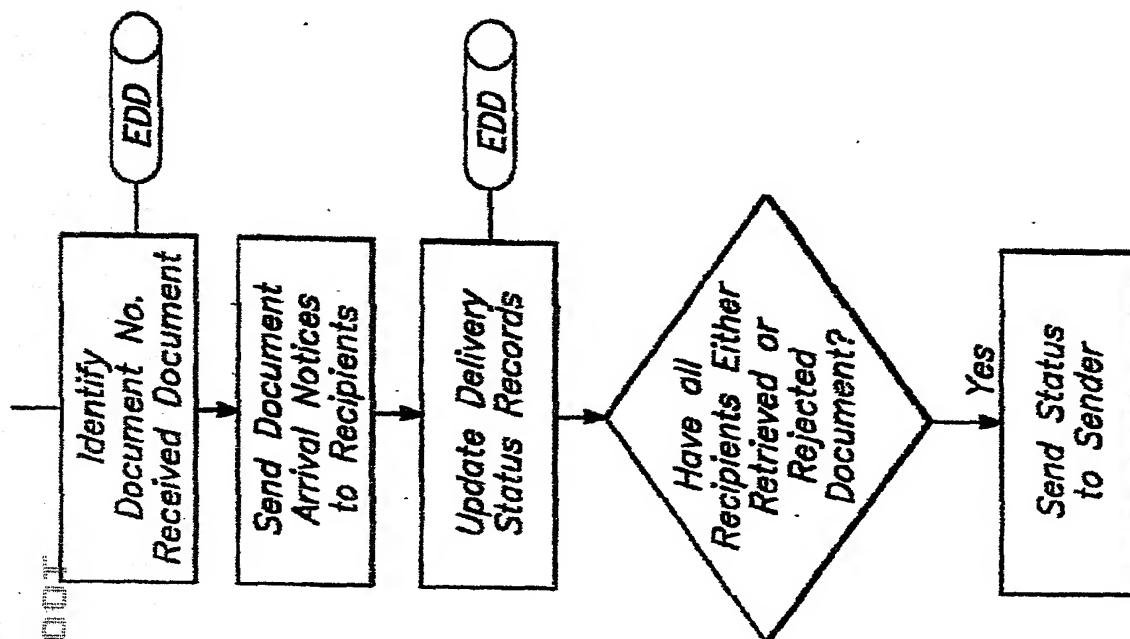 Identify
Document No.
Received Document
EDD
Send Document
Arrival Notices
to Recipients
Update Delivery
Status Records
EDD
Have all
Recipients Either
Retrieved or
Rejected
Document?
Yes
Send Status
to Sender